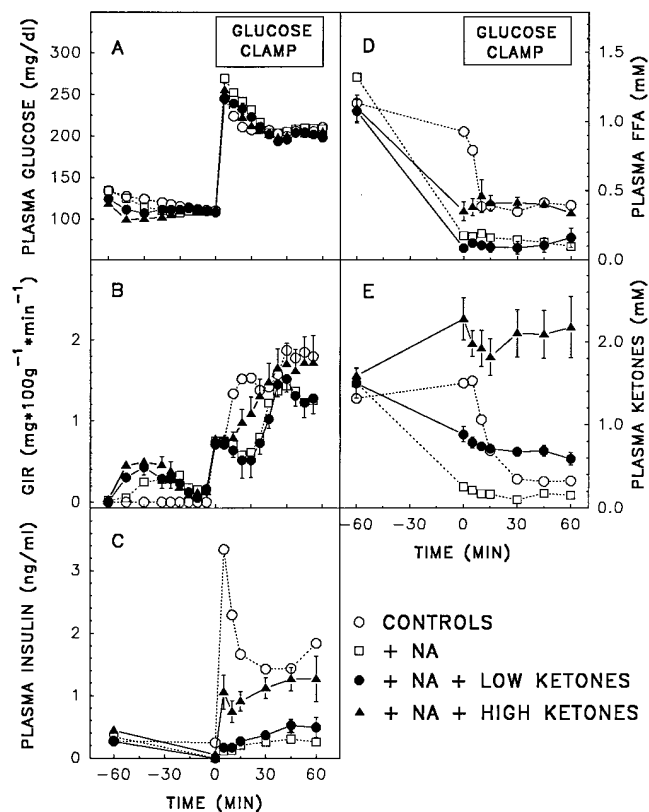 GLUCOSE
CLAMP
A
PLASMA GLUCOSE (mg/dl)
350
300
250
200
150
100
GLUCOSE
CLAMP
D
1.5
1.0
0.5
0.0
PLASMA FFA (mM)
B
GIR (mg*100g⁻¹*min⁻¹)
2
1
0
E
2.0
1.0
0.0
PLASMA KETONES (mM)
-60
-30
0
30
60
TIME (MIN)
C
PLASMA INSULIN (ng/ml)
3
2
1
0
-60
-30
0
30
60
TIME (MIN)
CONTROLS
+ NA
+ NA + LOW KETONES
+ NA + HIGH KETONES